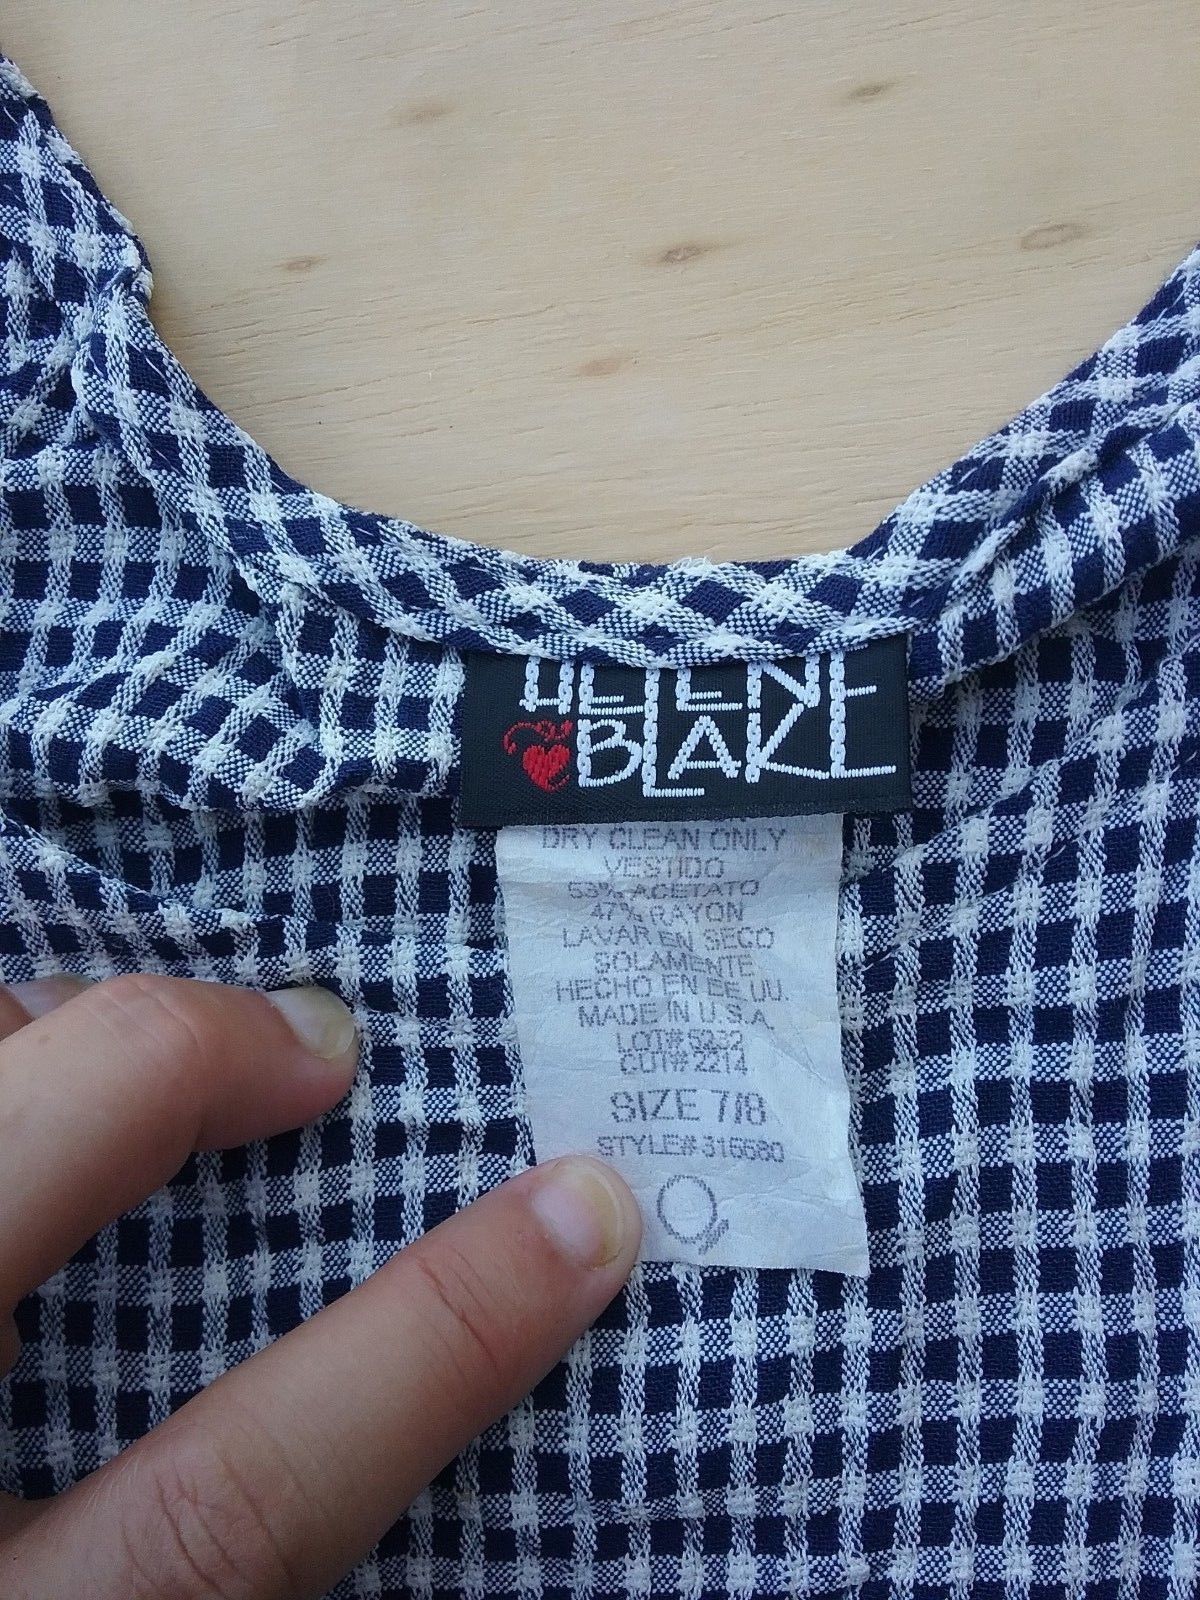 HELENE
BLAKE
DRY CLEAN ONLY
VESTIDO
53% ACETATO
47% RAYON
LAVAR EN SECO
SOLAMENTE
HECHO EN EE.UU.
MADE IN U.S.A.
LOT# 5232
CUT# 2214
SIZE 7/8
STYLE# 316680